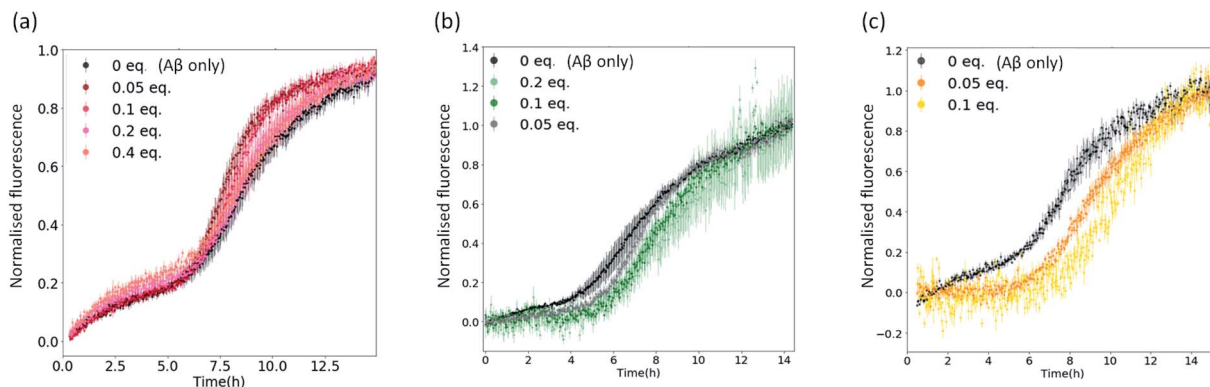 (a)
Normalised fluorescence
1.0
0.8
0.6
0.4
0.2
0.0
0 eq. (Aβ only)
0.05 eq.
0.1 eq.
0.2 eq.
0.4 eq.
0.0 2.5 5.0 7.5 10.0 12.5
Time(h)
(b)
Normalised fluorescence
1.4
1.2
1.0
0.8
0.6
0.4
0.2
0.0
0 eq. (Aβ only)
0.2 eq.
0.1 eq.
0.05 eq.
0 2 4 6 8 10 12 14
Time(h)
(c)
Normalised fluorescence
1.2
1.0
0.8
0.6
0.4
0.2
0.0
−0.2
0 eq. (Aβ only)
0.05 eq.
0.1 eq.
0 2 4 6 8 10 12 14
Time(h)